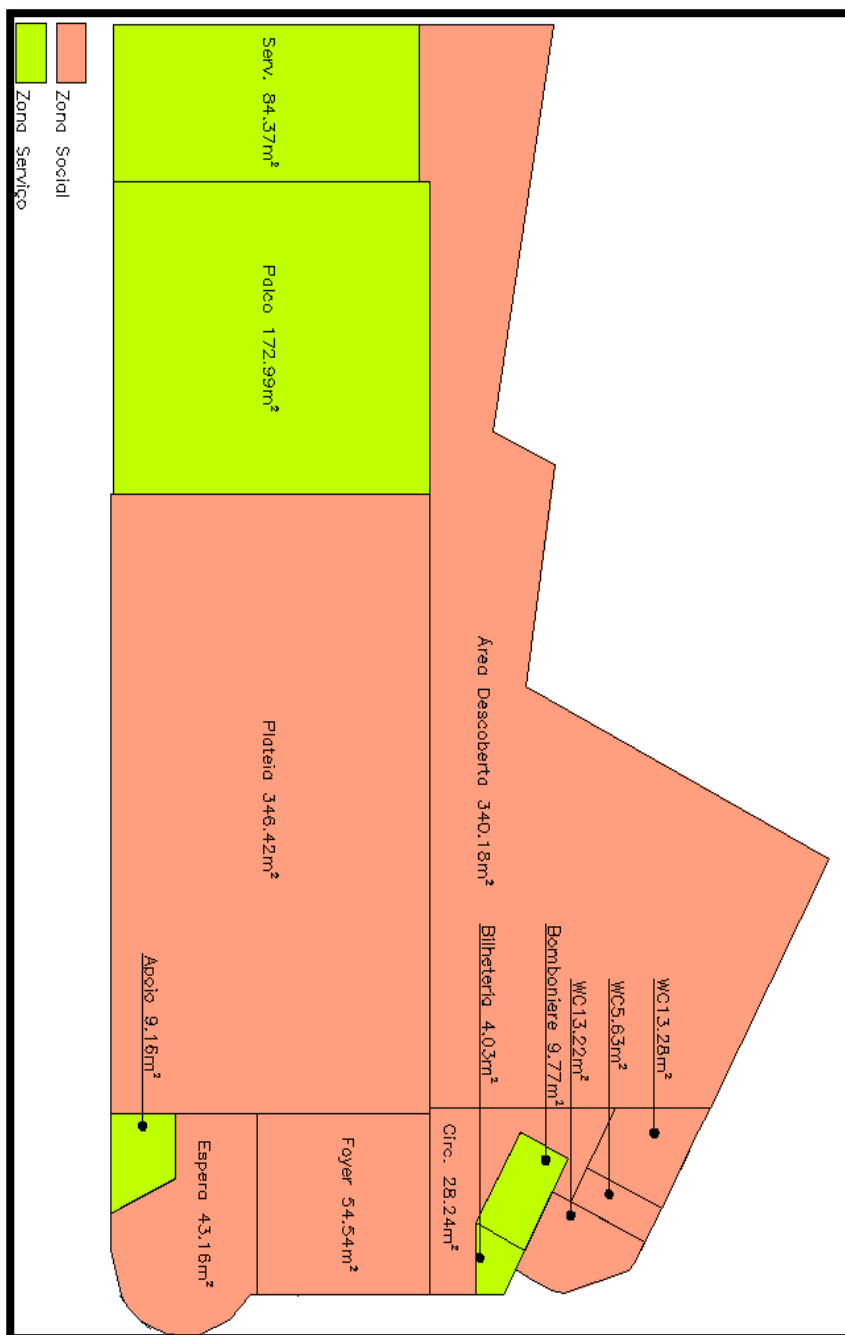 Serv. 84.37m²
Palco 172.99m²
Área Descoberta 340.18m²
Plateia 346.42m²
WC13.28m²
WC5.63m²
WC13.22m²
Bomboniere 9.77m²
Bilheteria 4.03m²
Apoio 9.16m²
Circ. 28.24m²
Foyer 54.54m²
Espera 43.16m²
Zona Social
Zona Serviço